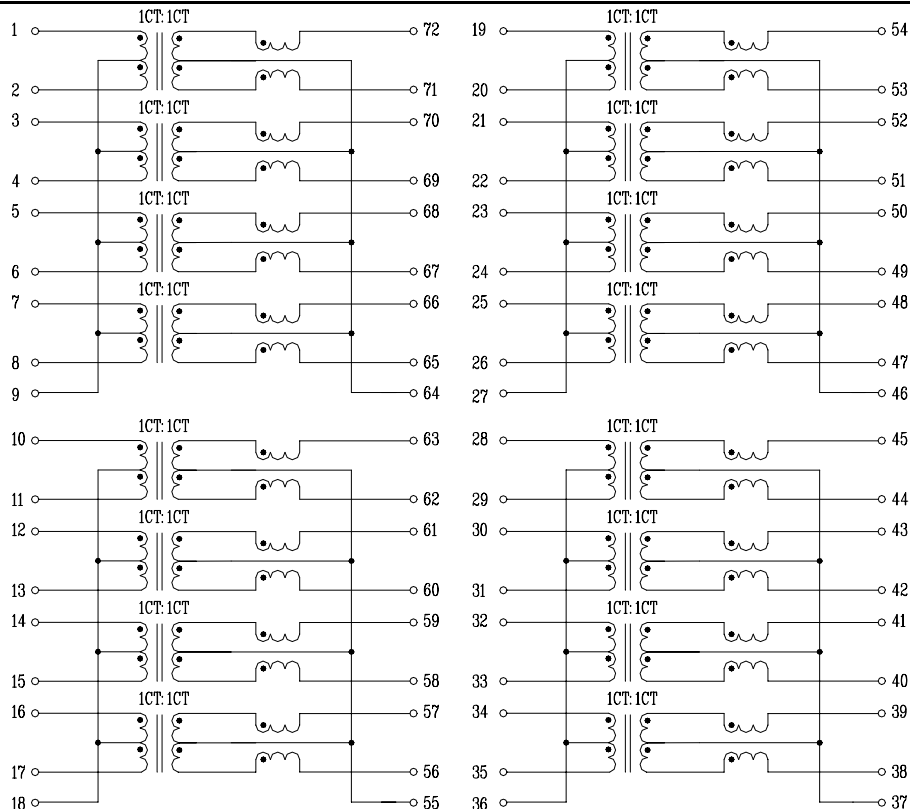 1CT:1CT 1CT:1CT
1 72 19 54
2 71 20 53
1CT:1CT 1CT:1CT
3 70 21 52
4 69 22 51
1CT:1CT 1CT:1CT
5 68 23 50
6 67 24 49
1CT:1CT 1CT:1CT
7 66 25 48
8 65 26 47
9 64 27 46
1CT:1CT 1CT:1CT
10 63 28 45
11 62 29 44
1CT:1CT 1CT:1CT
12 61 30 43
13 60 31 42
1CT:1CT 1CT:1CT
14 59 32 41
15 58 33 40
1CT:1CT 1CT:1CT
16 57 34 39
17 56 35 38
18 55 36 37